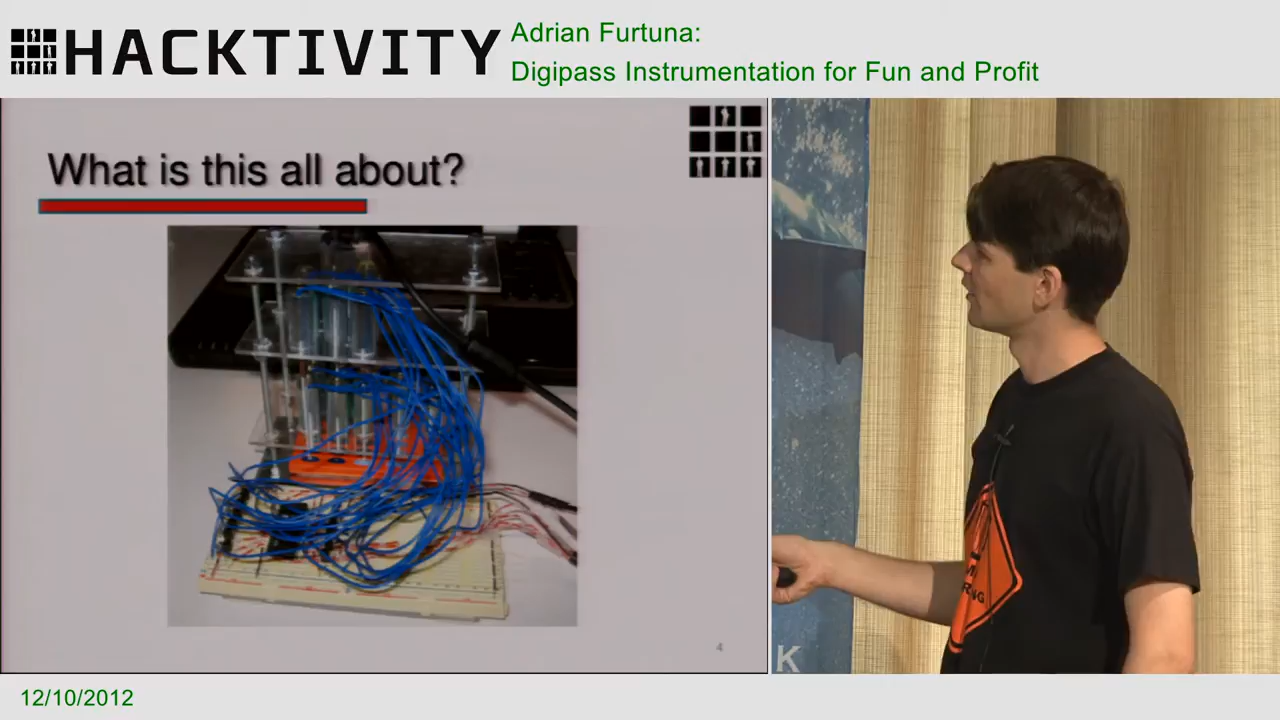 HACKTIVITY
Adrian Furtuna:
Digipass Instrumentation for Fun and Profit
What is this all about?
4
K
12/10/2012